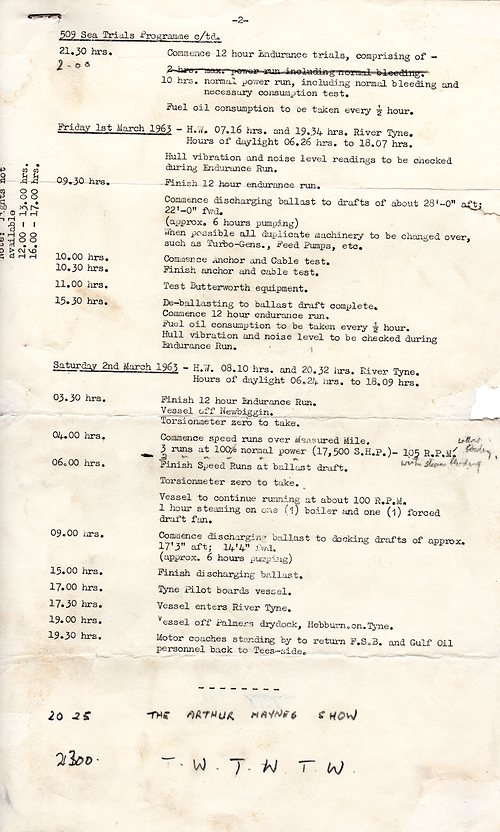 -2-
509 Sea Trials Programme c/td.
21.30 hrs. Commence 12 hour Endurance trials, comprising of -
2-00 2 hrs. max. power run including normal bleeding.
10 hrs. normal power run, including normal bleeding and
necessary consumption test.
Fuel oil consumption to be taken every ½ hour.
Friday 1st March 1963 - H.W. 07.16 hrs. and 19.34 hrs. River Tyne.
Hours of daylight 06.26 hrs. to 18.07 hrs.
Hull vibration and noise level readings to be checked
during Endurance Run.
09.30 hrs. Finish 12 hour endurance run.
Commence discharging ballast to drafts of about 28'-0" aft;
22'-0" fwd.
(approx. 6 hours pumping)
When possible all duplicate machinery to be changed over,
such as Turbo-Gens., Feed Pumps, etc.
not
available
12.00 - 13.00 hrs.
16.00 - 17.00 hrs.
10.00 hrs. Commence Anchor and Cable test.
10.30 hrs. Finish anchor and cable test.
11.00 hrs. Test Butterworth equipment.
15.30 hrs. De-ballasting to ballast draft complete.
Commence 12 hour endurance run.
Fuel oil consumption to be taken every ½ hour.
Hull vibration and noise level to be checked during
Endurance Run.
Saturday 2nd March 1963 - H.W. 08.10 hrs. and 20.32 hrs. River Tyne.
Hours of daylight 06.24 hrs. to 18.09 hrs.
03.30 hrs. Finish 12 hour Endurance Run.
Vessel off Newbiggin.
Torsionmeter zero to take.
04.00 hrs. Commence speed runs over Measured Mile.
3 runs at 100% normal power (17,500 S.H.P.)- 105 R.P.M.
06.00 hrs. Finish Speed Runs at ballast draft.
Torsionmeter zero to take.
Vessel to continue running at about 100 R.P.M.
1 hour steaming on one (1) boiler and one (1) forced
draft fan.
09.00 hrs. Commence discharging ballast to docking drafts of approx.
17'3" aft; 14'4" fwd.
(approx. 6 hours pumping)
15.00 hrs. Finish discharging ballast.
17.00 hrs. Tyne Pilot boards vessel.
17.30 hrs. Vessel enters River Tyne.
19.00 hrs. Vessel off Palmers drydock, Hebburn.on.Tyne.
19.30 hrs. Motor coaches standing by to return F.S.B. and Gulf Oil
personnel back to Tees-side.
--------
20 25 THE ARTHUR HAYNES SHOW
2300. T.W.T.W.T.W.